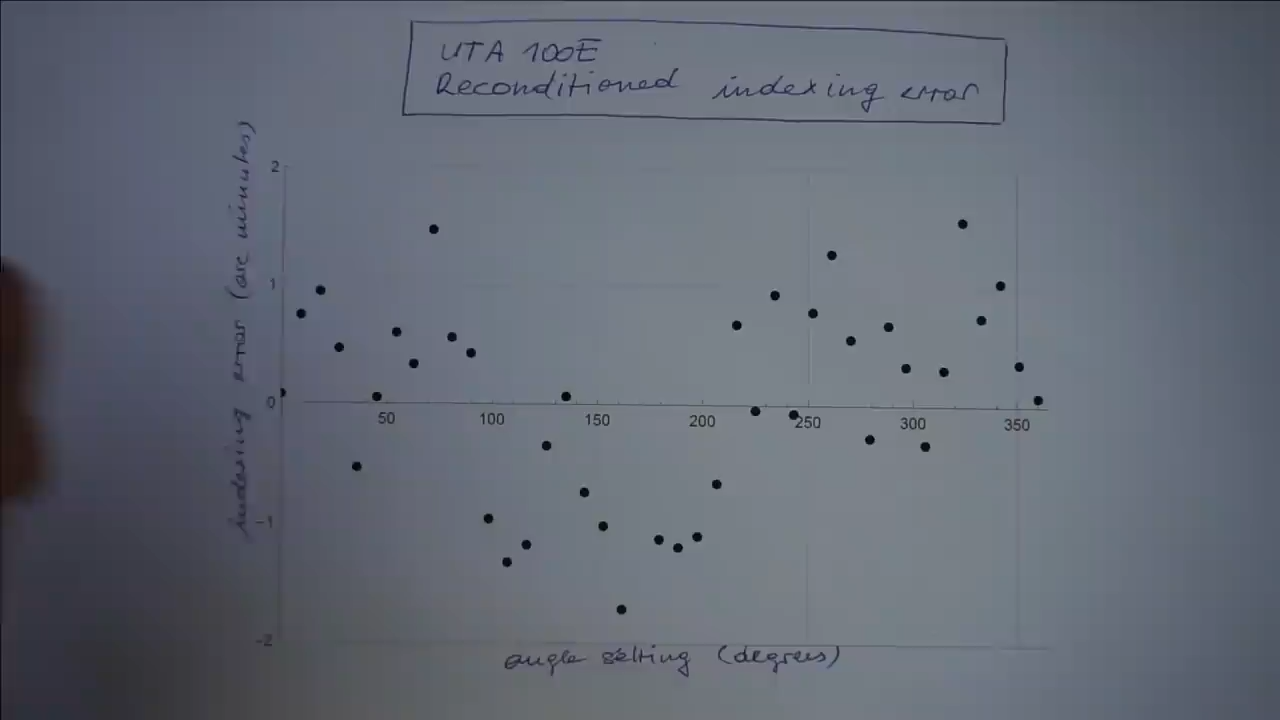 UTA 100E
Reconditioned indexing error
indexing error (arc minutes)
2
1
0
-1
-2
50 100 150 200 250 300 350
angle setting (degrees)